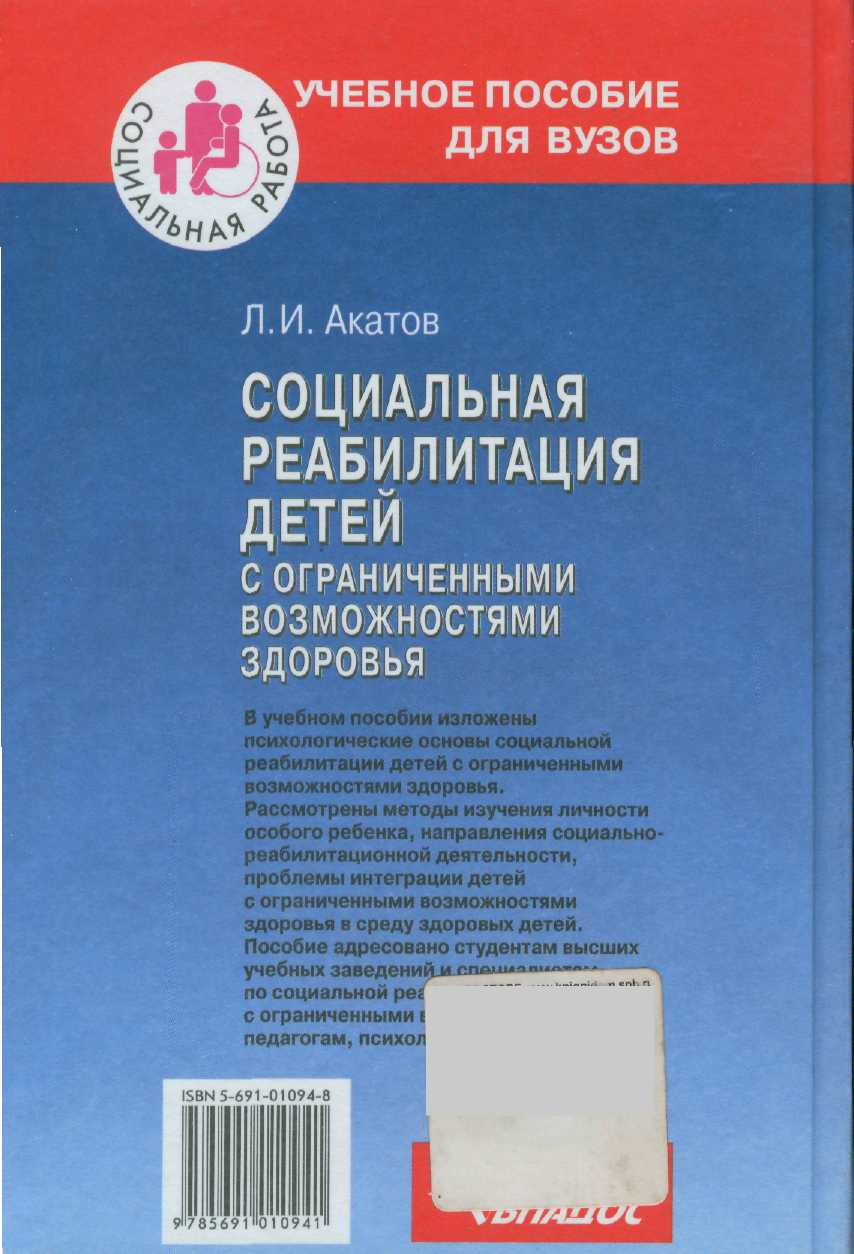 УЧЕБНОЕ ПОСОБИЕ
ДЛЯ ВУЗОВ
СОЦИАЛЬНАЯ РАБОТА
Л.И. Акатов
СОЦИАЛЬНАЯ
РЕАБИЛИТАЦИЯ
ДЕТЕЙ
С ОГРАНИЧЕННЫМИ
ВОЗМОЖНОСТЯМИ
ЗДОРОВЬЯ
В учебном пособии изложены
психологические основы социальной
реабилитации детей с ограниченными
возможностями здоровья.
Рассмотрены методы изучения личности
особого ребенка, направления социально-
реабилитационной деятельности,
проблемы интеграции детей
с ограниченными возможностями
здоровья в среду здоровых детей.
Пособие адресовано студентам высших
учебных заведений и специалистам
по социальной
с ограниченными
педагогам,
ISBN 5-691-01094-8
9 785691 010941
ВЛАДОС